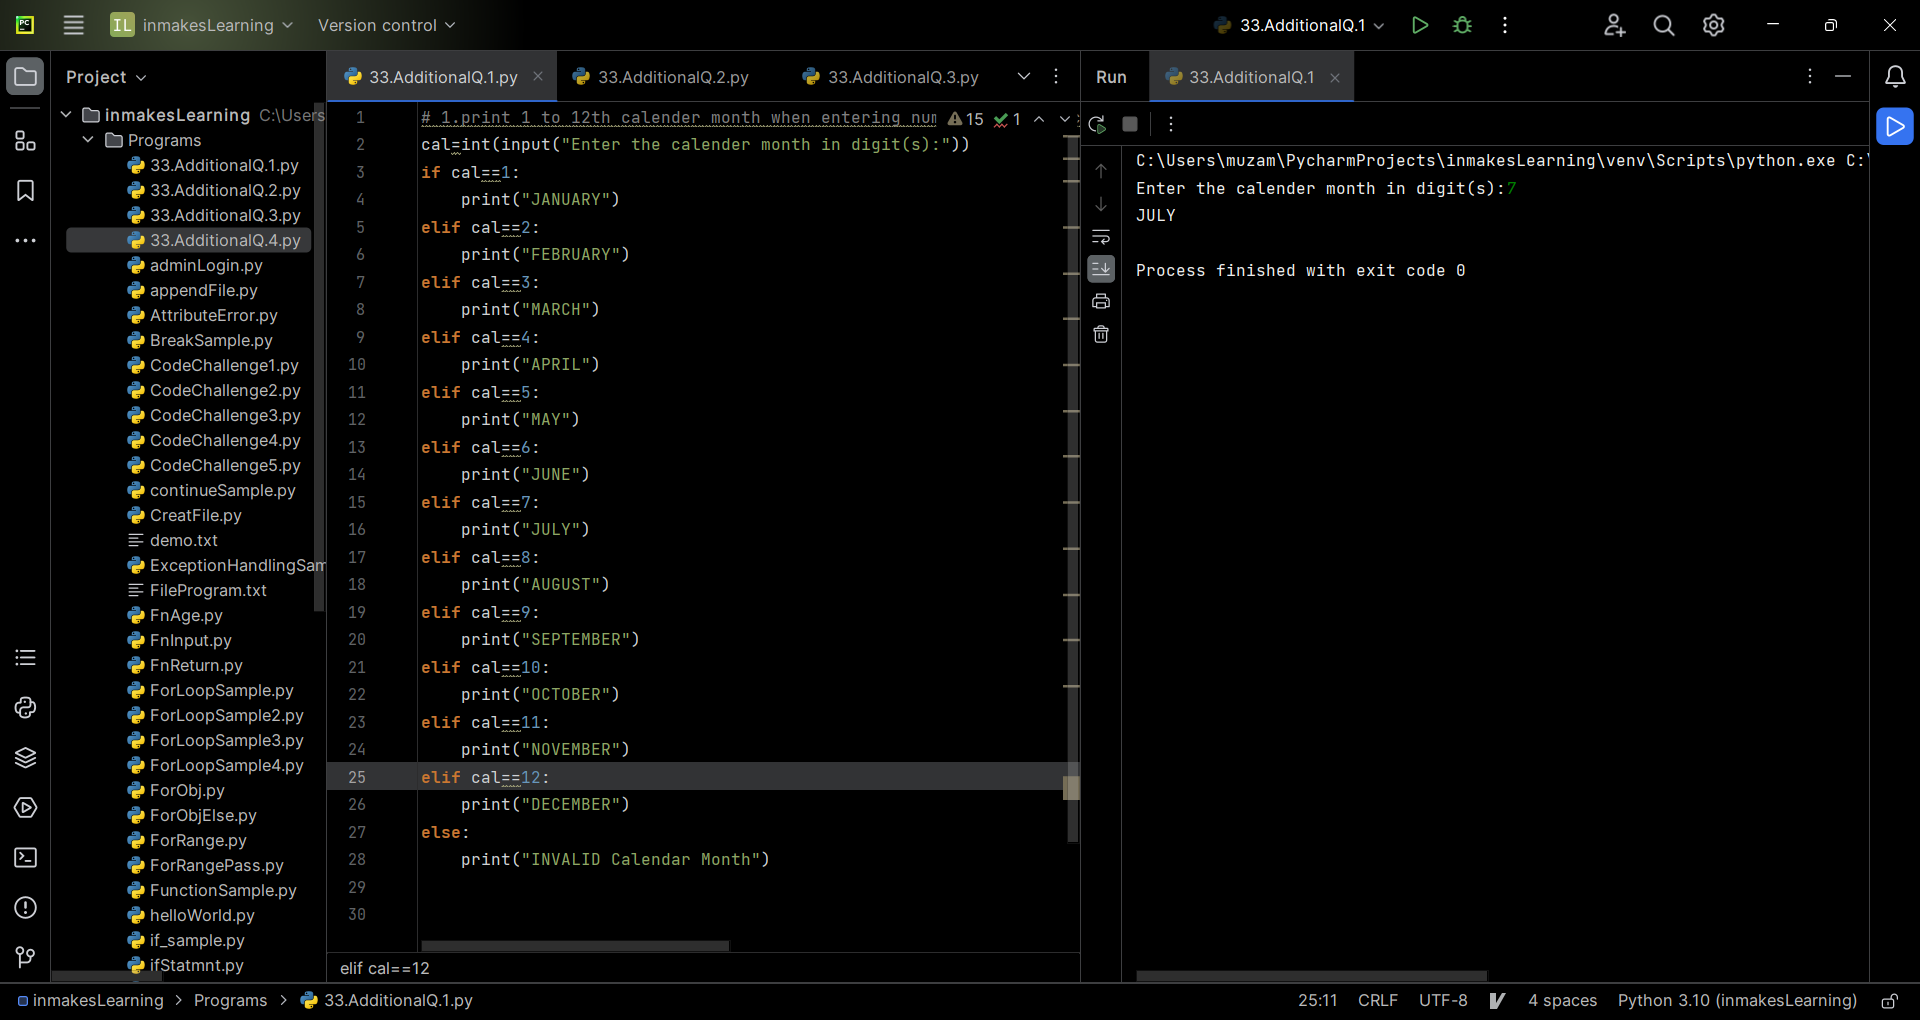 PC IL inmakesLearning Version control 33.AdditionalQ.1
Project
inmakesLearning C:\Users
Programs
33.AdditionalQ.1.py
33.AdditionalQ.2.py
33.AdditionalQ.3.py
33.AdditionalQ.4.py
adminLogin.py
appendFile.py
AttributeError.py
BreakSample.py
CodeChallenge1.py
CodeChallenge2.py
CodeChallenge3.py
CodeChallenge4.py
CodeChallenge5.py
continueSample.py
CreatFile.py
demo.txt
ExceptionHandlingSam
FileProgram.txt
FnAge.py
FnInput.py
FnReturn.py
ForLoopSample.py
ForLoopSample2.py
ForLoopSample3.py
ForLoopSample4.py
ForObj.py
ForObjElse.py
ForRange.py
ForRangePass.py
FunctionSample.py
helloWorld.py
if_sample.py
ifStatmnt.py
33.AdditionalQ.1.py 33.AdditionalQ.2.py 33.AdditionalQ.3.py
1 # 1.print 1 to 12th calender month when entering num 15 1
2 cal=int(input("Enter the calender month in digit(s):"))
3 if cal==1:
4 print("JANUARY")
5 elif cal==2:
6 print("FEBRUARY")
7 elif cal==3:
8 print("MARCH")
9 elif cal==4:
10 print("APRIL")
11 elif cal==5:
12 print("MAY")
13 elif cal==6:
14 print("JUNE")
15 elif cal==7:
16 print("JULY")
17 elif cal==8:
18 print("AUGUST")
19 elif cal==9:
20 print("SEPTEMBER")
21 elif cal==10:
22 print("OCTOBER")
23 elif cal==11:
24 print("NOVEMBER")
25 elif cal==12:
26 print("DECEMBER")
27 else:
28 print("INVALID Calendar Month")
29
30
elif cal==12
Run 33.AdditionalQ.1
C:\Users\muzam\PycharmProjects\inmakesLearning\venv\Scripts\python.exe C:\
Enter the calender month in digit(s):7
JULY
Process finished with exit code 0
inmakesLearning > Programs > 33.AdditionalQ.1.py 25:11 CRLF UTF-8 4 spaces Python 3.10 (inmakesLearning)